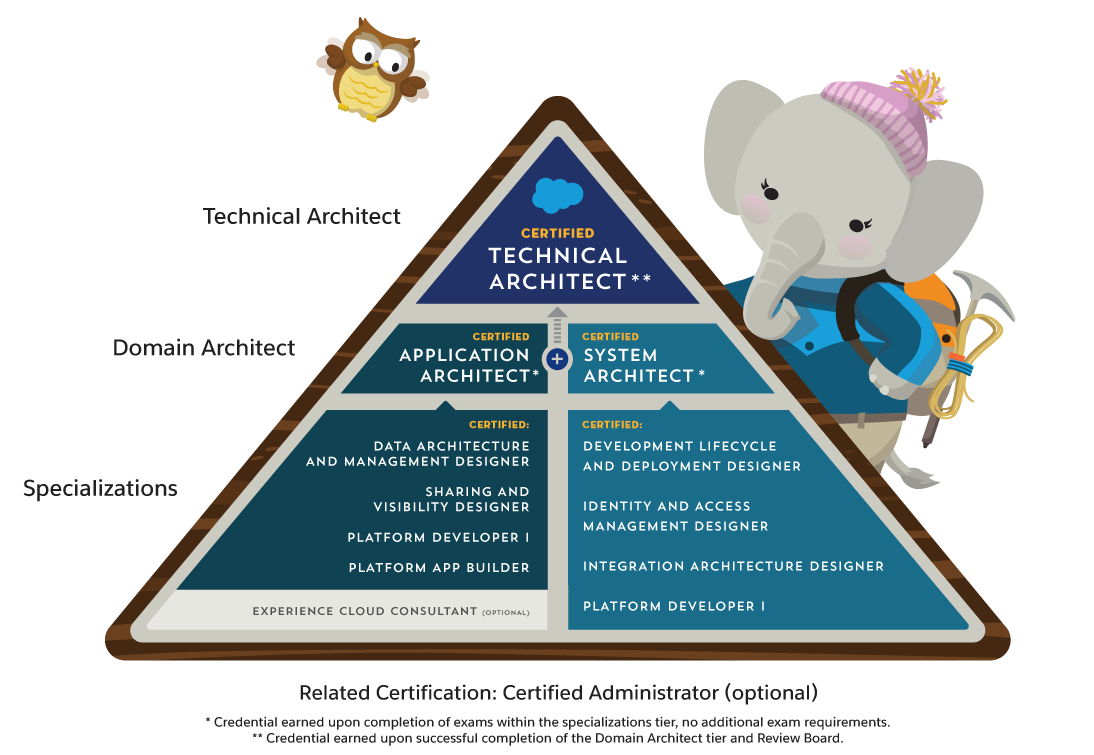 Technical Architect
CERTIFIED
TECHNICAL
ARCHITECT**
Domain Architect
CERTIFIED
APPLICATION
ARCHITECT*
+
CERTIFIED
SYSTEM
ARCHITECT*
Specializations
CERTIFIED:
DATA ARCHITECTURE
AND MANAGEMENT DESIGNER
SHARING AND
VISIBILITY DESIGNER
PLATFORM DEVELOPER I
PLATFORM APP BUILDER
EXPERIENCE CLOUD CONSULTANT (OPTIONAL)
CERTIFIED:
DEVELOPMENT LIFECYCLE
AND DEPLOYMENT DESIGNER
IDENTITY AND ACCESS
MANAGEMENT DESIGNER
INTEGRATION ARCHITECTURE DESIGNER
PLATFORM DEVELOPER I
Related Certification: Certified Administrator (optional)
* Credential earned upon completion of exams within the specializations tier, no additional exam requirements.
** Credential earned upon successful completion of the Domain Architect tier and Review Board.